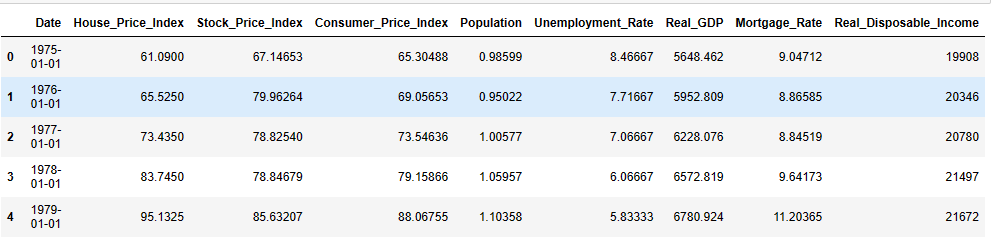 Date House_Price_Index Stock_Price_Index Consumer_Price_Index Population Unemployment_Rate Real_GDP Mortgage_Rate Real_Disposable_Income
0 1975-01-01 61.0900 67.14653 65.30488 0.98599 8.46667 5648.462 9.04712 19908
1 1976-01-01 65.5250 79.96264 69.05653 0.95022 7.71667 5952.809 8.86585 20346
2 1977-01-01 73.4350 78.82540 73.54636 1.00577 7.06667 6228.076 8.84519 20780
3 1978-01-01 83.7450 78.84679 79.15866 1.05957 6.06667 6572.819 9.64173 21497
4 1979-01-01 95.1325 85.63207 88.06755 1.10358 5.83333 6780.924 11.20365 21672